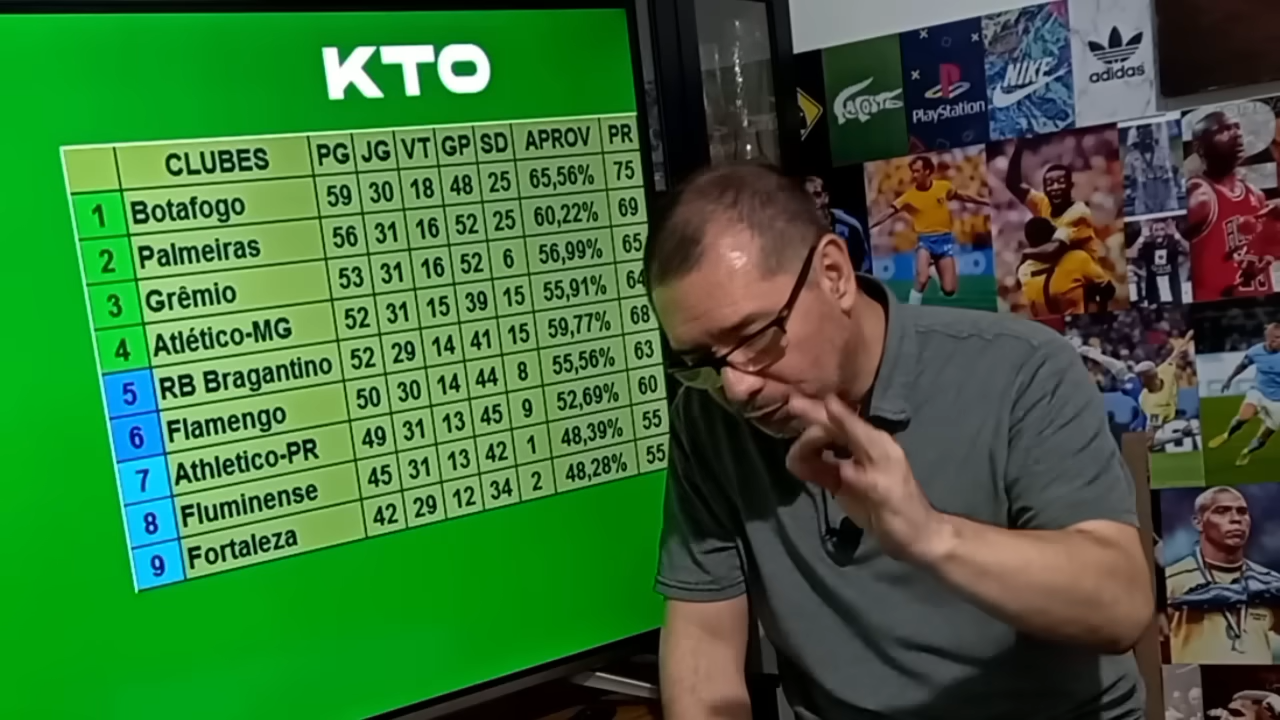 KTO
CLUBES PG JG VT GP SD APROV PR
1 Botafogo 59 30 18 48 25 65,56% 75
2 Palmeiras 56 31 16 52 25 60,22% 69
3 Grêmio 53 31 16 52 6 56,99% 65
4 Atlético-MG 52 31 15 39 15 55,91% 64
5 RB Bragantino 52 29 14 41 15 59,77% 68
6 Flamengo 50 30 14 44 8 55,56% 63
7 Athletico-PR 49 31 13 45 9 52,69% 60
8 Fluminense 45 31 13 42 1 48,39% 55
9 Fortaleza 42 29 12 34 2 48,28% 55
PlayStation
NIKE
adidas